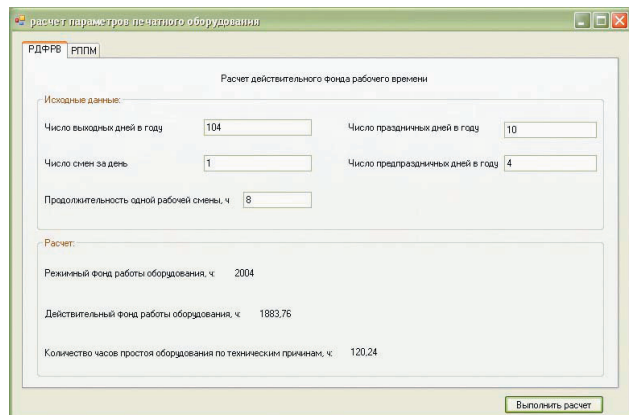 расчет параметров печатного оборудования
РДФРВ РППМ
Расчет действительного фонда рабочего времени
Исходные данные:
Число выходных дней в году 104 Число праздничных дней в году 10
Число смен за день 1 Число предпраздничных дней в году 4
Продолжительность одной рабочей смены, ч 8
Расчет:
Режимный фонд работы оборудования, ч: 2004
Действительный фонд работы оборудования, ч: 1883,76
Количество часов простоя оборудования по техническим причинам, ч: 120,24
Выполнить расчет